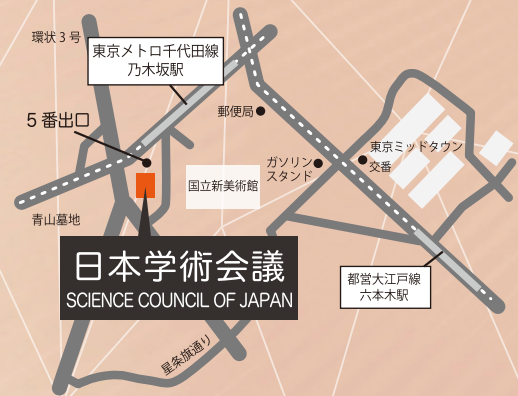 環状3号
東京メトロ千代田線
乃木坂駅
郵便局
5番出口
ガソリン
スタンド
東京ミッドタウン
交番
国立新美術館
青山墓地
日本学術会議
SCIENCE COUNCIL OF JAPAN
都営大江戸線
六本木駅
星条旗通り